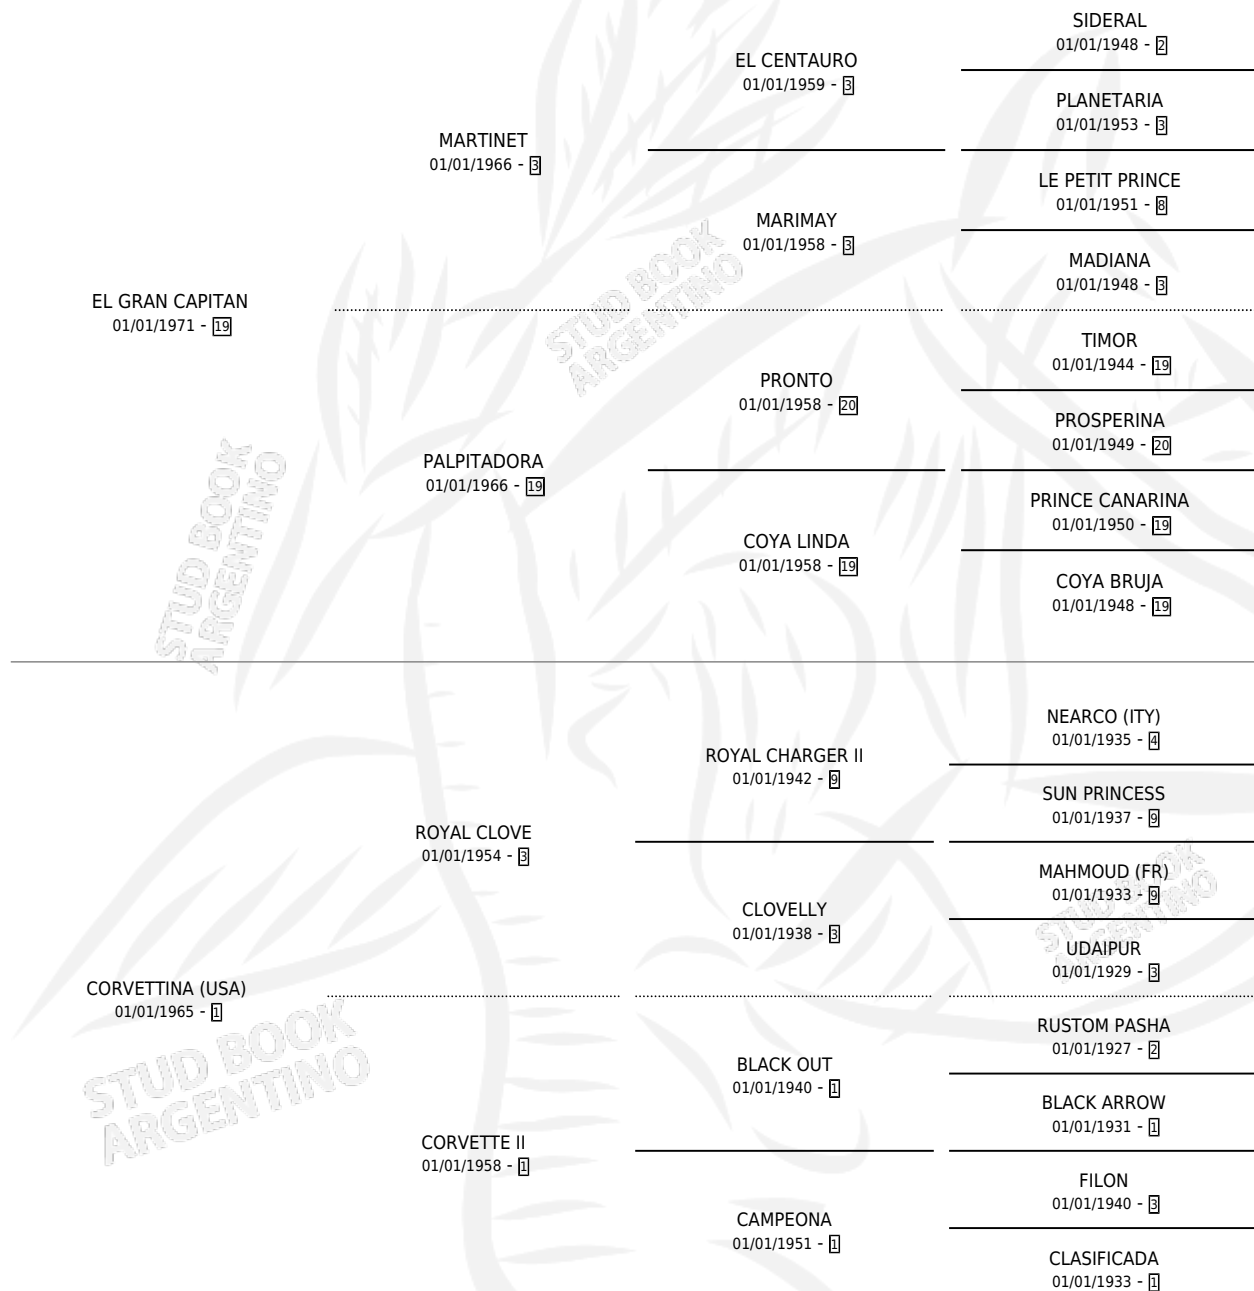 SIDERAL
01/01/1948 - 2
EL CENTAURO
01/01/1959 - 3
PLANETARIA
01/01/1953 - 3
MARTINET
01/01/1966 - 3
LE PETIT PRINCE
01/01/1951 - 8
MARIMAY
01/01/1958 - 3
MADIANA
01/01/1948 - 3
EL GRAN CAPITAN
01/01/1971 - 19
TIMOR
01/01/1944 - 19
PRONTO
01/01/1958 - 20
PROSPERINA
01/01/1949 - 20
PALPITADORA
01/01/1966 - 19
PRINCE CANARINA
01/01/1950 - 19
COYA LINDA
01/01/1958 - 19
COYA BRUJA
01/01/1948 - 19
STUD BOOK
ARGENTINO
STUD BOOK
ARGENTINO
NEARCO (ITY)
01/01/1935 - 4
ROYAL CHARGER II
01/01/1942 - 9
SUN PRINCESS
01/01/1937 - 9
ROYAL CLOVE
01/01/1954 - 3
MAHMOUD (FR)
01/01/1933 - 9
CLOVELLY
01/01/1938 - 3
UDAIPUR
01/01/1929 - 3
CORVETTINA (USA)
01/01/1965 - 1
RUSTOM PASHA
01/01/1927 - 2
BLACK OUT
01/01/1940 - 1
BLACK ARROW
01/01/1931 - 1
CORVETTE II
01/01/1958 - 1
FILON
01/01/1940 - 3
CAMPEONA
01/01/1951 - 1
CLASIFICADA
01/01/1933 - 1
STUD BOOK
ARGENTINO
STUD BOOK
ARGENTINO